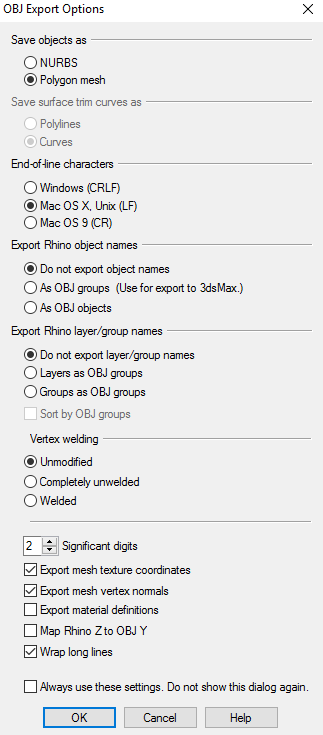 OBJ Export Options
Save objects as
NURBS
Polygon mesh
Save surface trim curves as
Polylines
Curves
End-of-line characters
Windows (CRLF)
Mac OS X, Unix (LF)
Mac OS 9 (CR)
Export Rhino object names
Do not export object names
As OBJ groups (Use for export to 3dsMax.)
As OBJ objects
Export Rhino layer/group names
Do not export layer/group names
Layers as OBJ groups
Groups as OBJ groups
Sort by OBJ groups
Vertex welding
Unmodified
Completely unwelded
Welded
2 Significant digits
Export mesh texture coordinates
Export mesh vertex normals
Export material definitions
Map Rhino Z to OBJ Y
Wrap long lines
Always use these settings. Do not show this dialog again.
OK Cancel Help